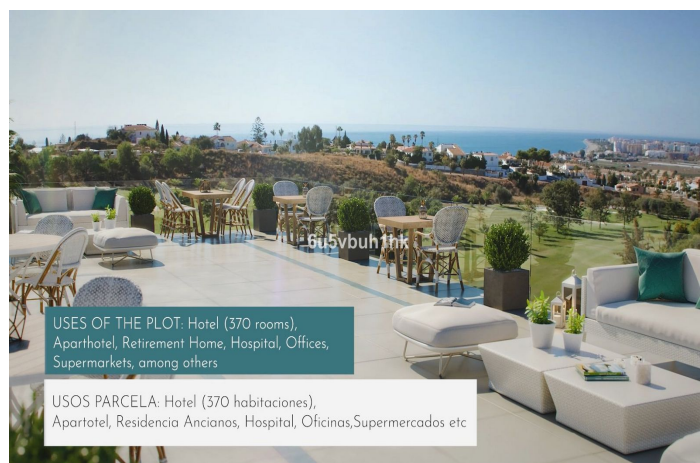 6u5vbuh1hk
USES OF THE PLOT: Hotel (370 rooms),
Aparthotel, Retirement Home, Hospital, Offices,
Supermarkets, among others
USOS PARCELA: Hotel (370 habitaciones),
Apartotel, Residencia Ancianos, Hospital, Oficinas,Supermercados etc